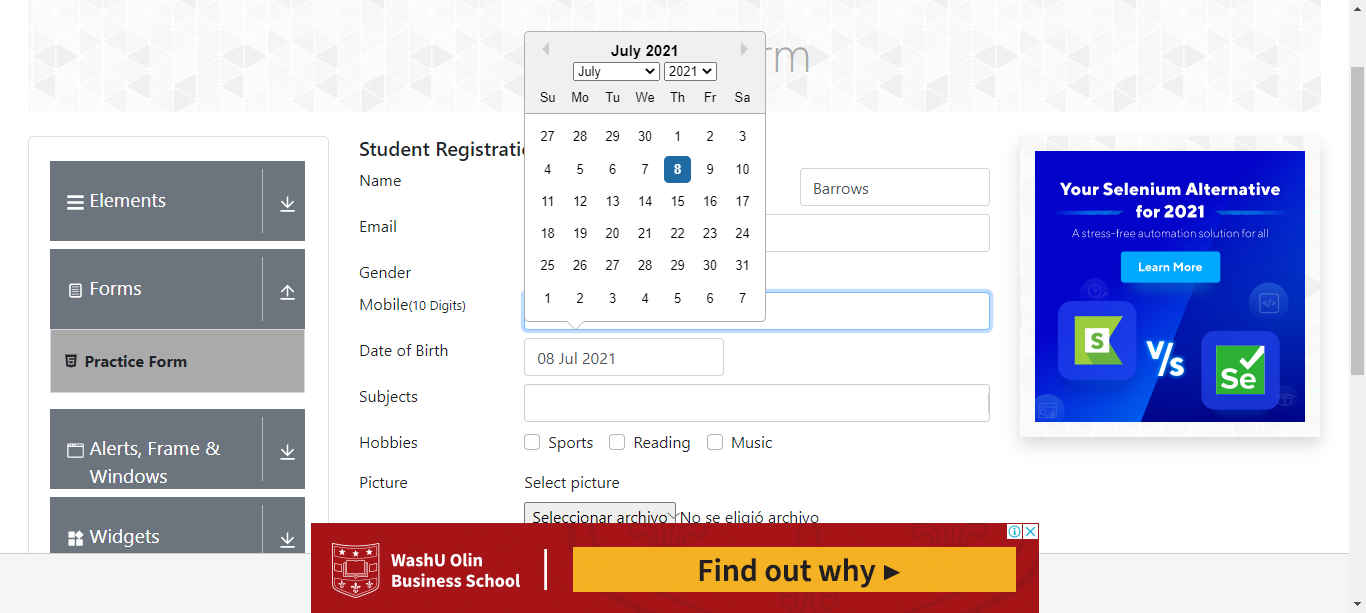 rm
July 2021
July 2021
Su Mo Tu We Th Fr Sa
27 28 29 30 1 2 3
4 5 6 7 8 9 10
11 12 13 14 15 16 17
18 19 20 21 22 23 24
25 26 27 28 29 30 31
1 2 3 4 5 6 7
Elements
Forms
Practice Form
Alerts, Frame &
Windows
Widgets
Student Registrati
Name
Barrows
Email
Gender
Mobile(10 Digits)
Date of Birth
08 Jul 2021
Subjects
Hobbies
Sports Reading Music
Picture
Select picture
Seleccionar archivo No se eligió archivo
Your Selenium Alternative
for 2021
A stress-free automation solution for all
Learn More
S
V/s
Se
WashU Olin
Business School
Find out why ►